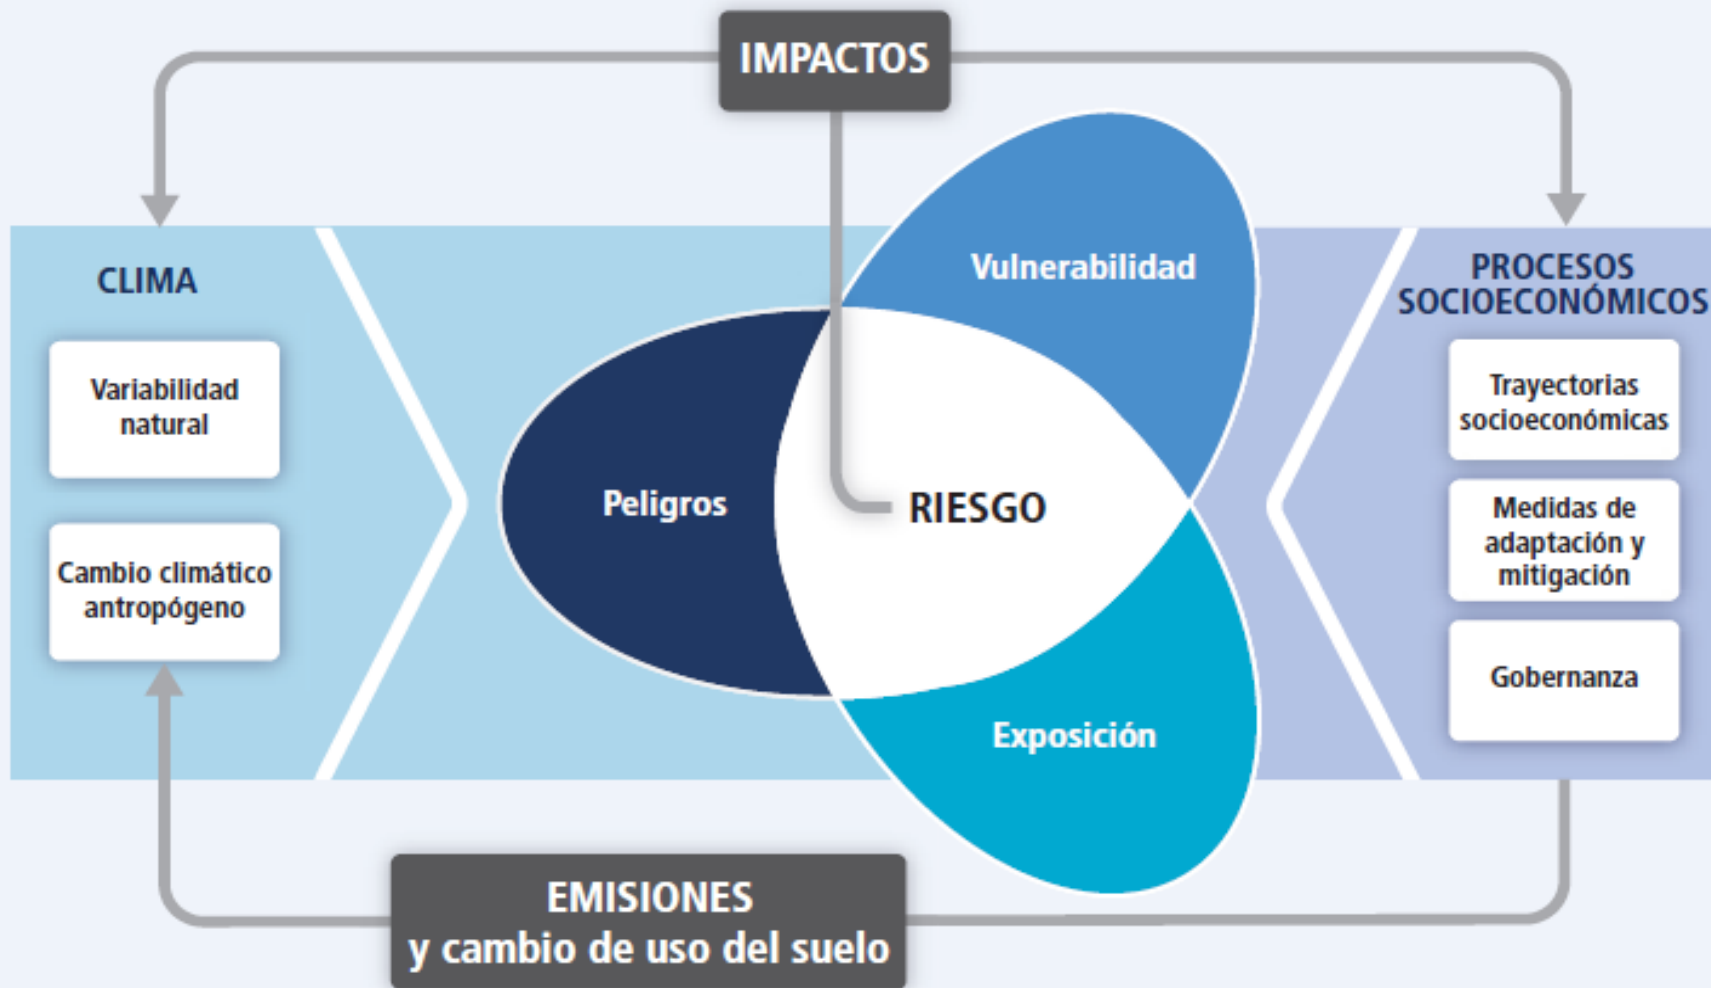 IMPACTOS
CLIMA
Variabilidad
natural
Cambio climático
antropógeno
Peligros
Vulnerabilidad
RIESGO
Exposición
PROCESOS
SOCIOECONÓMICOS
Trayectorias
socioeconómicas
Medidas de
adaptación y
mitigación
Gobernanza
EMISIONES
y cambio de uso del suelo